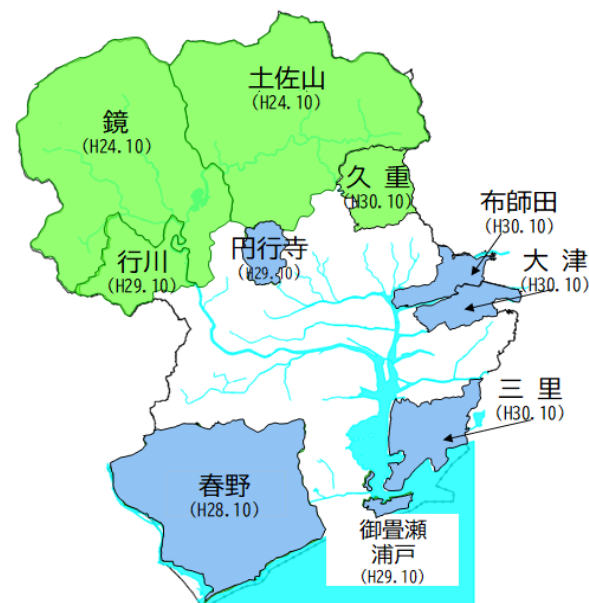 土佐山
(H24.10)
鏡
(H24.10)
久重
(H30.10)
布師田
(H30.10)
円行寺
(H29.10)
行川
(H29.10)
大津
(H30.10)
三里
(H30.10)
春野
(H28.10)
御畳瀬
浦戸
(H29.10)